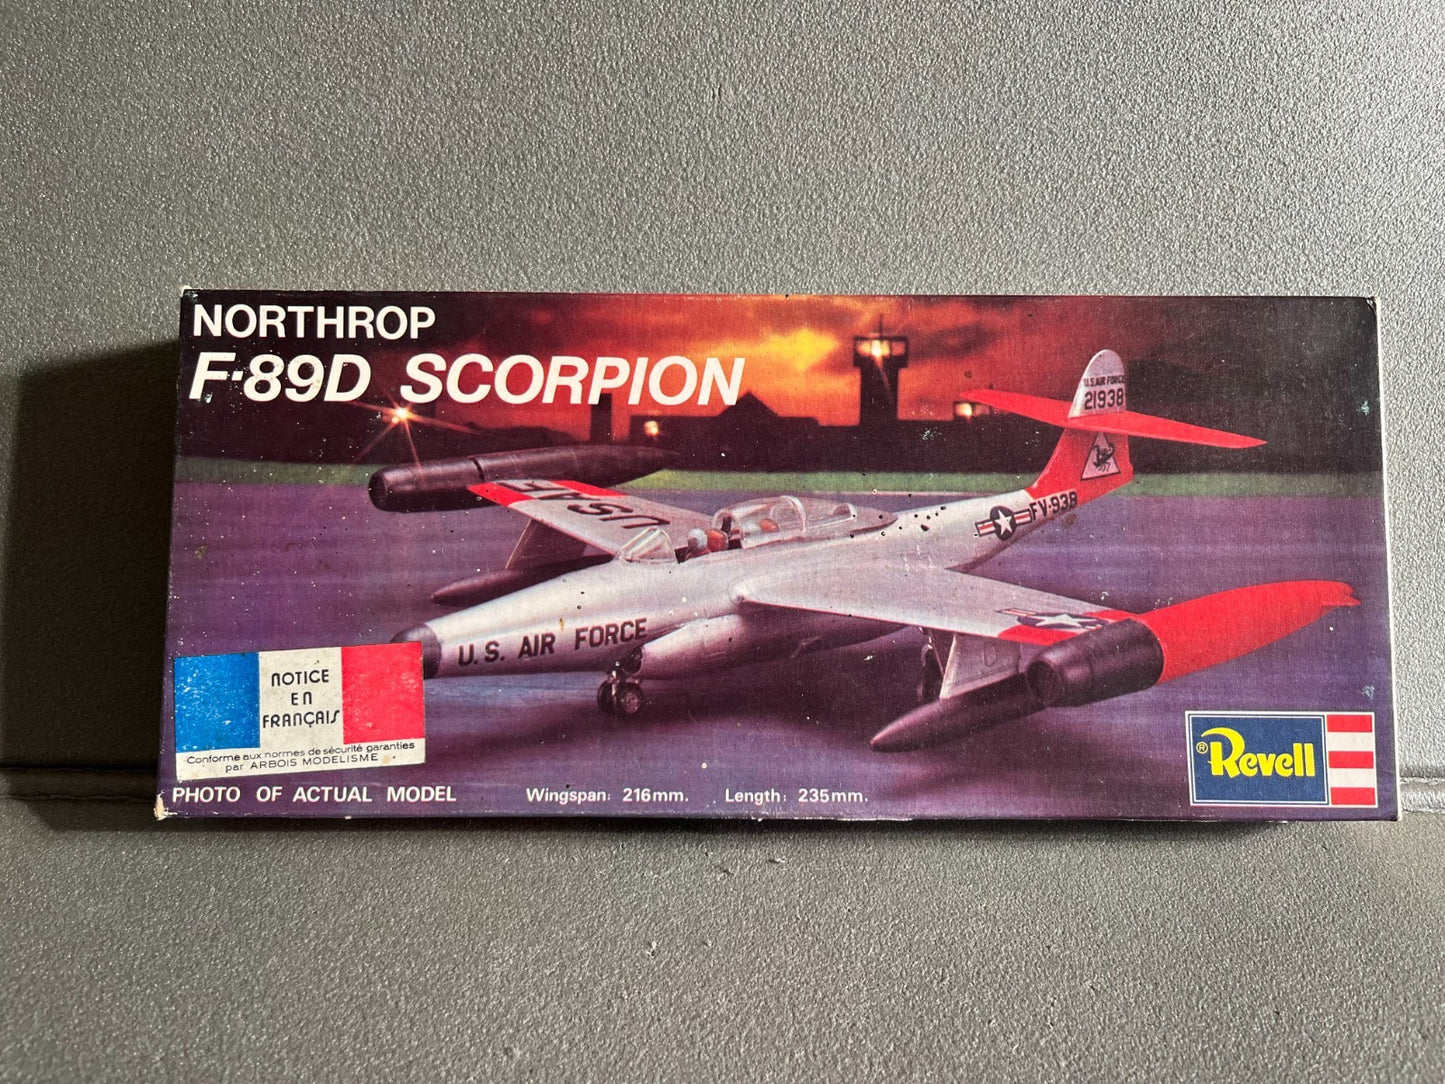 NORTHROP
F-89D SCORPION
U.S. AIR FORCE
21938
FV-938
USAF
U.S. AIR FORCE
NOTICE
EN
FRANÇAIS
Conforme aux normes de sécurité garanties
par ARBOIS MODELISME
PHOTO OF ACTUAL MODEL Wingspan: 216mm. Length: 235mm.
® Revell